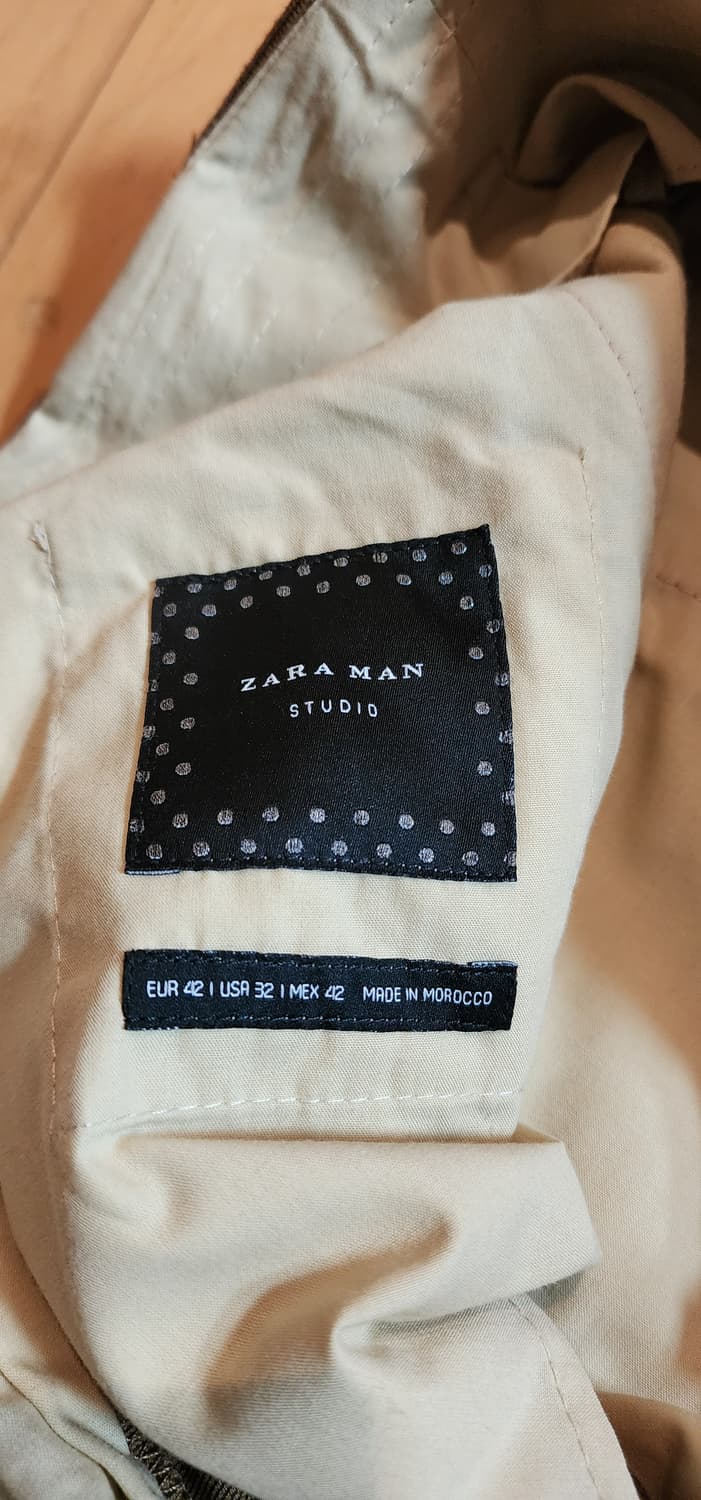 ZARA MAN
STUDIO
EUR 42 | USA 32 | MEX 42 MADE IN MOROCCO